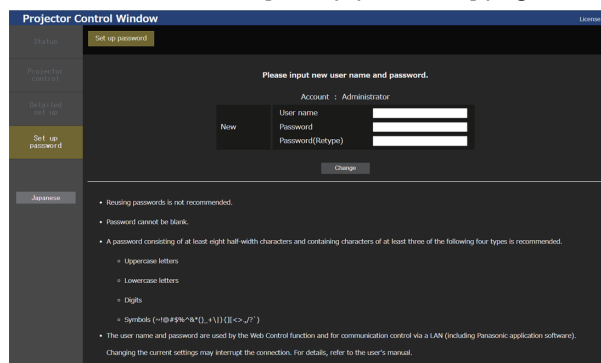 Projector Control Window
License
Status
Set up password
Projector
control
Please input new user name and password.
Detailed
set up
Account : Administrator
New
User name
Password
Password(Retype)
Set up
password
Change
Japanese
• Reusing passwords is not recommended.
• Password cannot be blank.
• A password consisting of at least eight half-width characters and containing characters of at least three of the following four types is recommended.
Uppercase letters
Lowercase letters
Digits
Symbols (~!@#$%^&*()_+\|}{][<>.,/?`)
• The user name and password are used by the Web Control function and for communication control via a LAN (including Panasonic application software).
Changing the current settings may interrupt the connection. For details, refer to the user's manual.